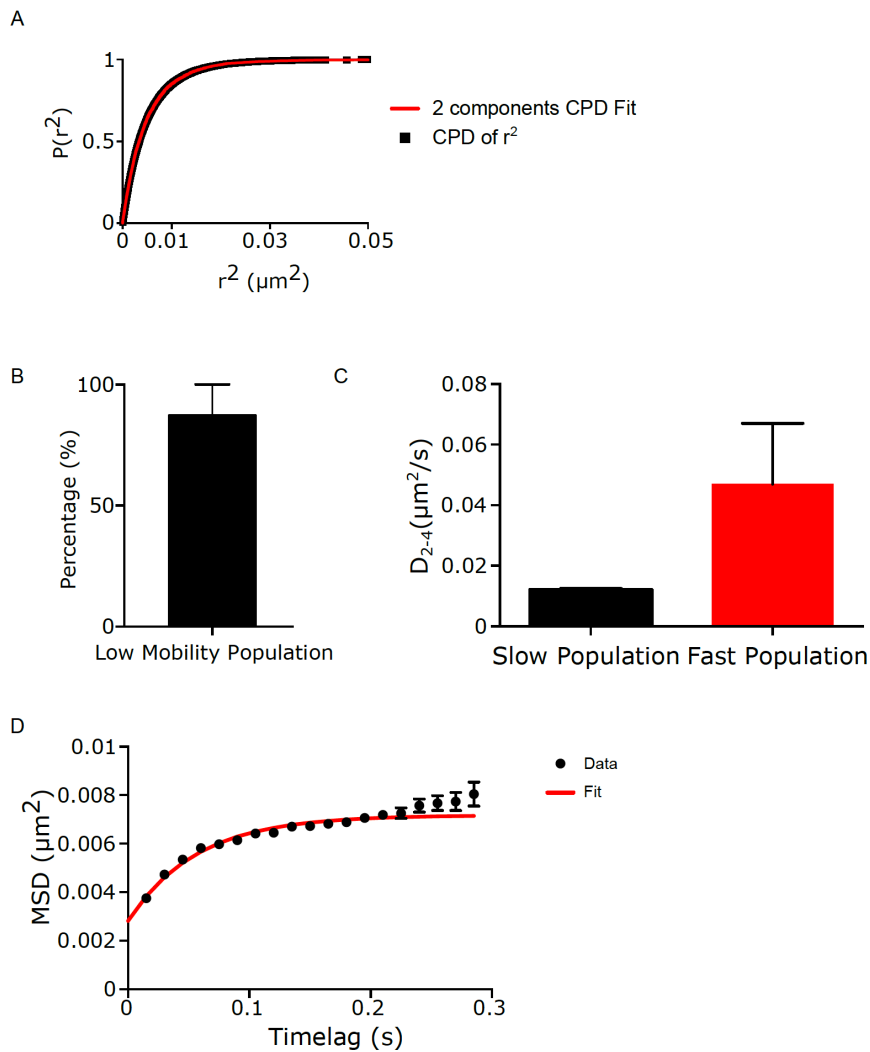 A
P(r²)
1
0.5
0
0 0.01 0.03 0.05
r² (µm²)
2 components CPD Fit
CPD of r²
B
Percentage (%)
100
50
0
Low Mobility Population
C
D₂₋₄(µm²/s)
0.08
0.06
0.04
0.02
0
Slow Population Fast Population
D
MSD (µm²)
0.01
0.008
0.006
0.004
0.002
0
0 0.1 0.2 0.3
Timelag (s)
Data
Fit